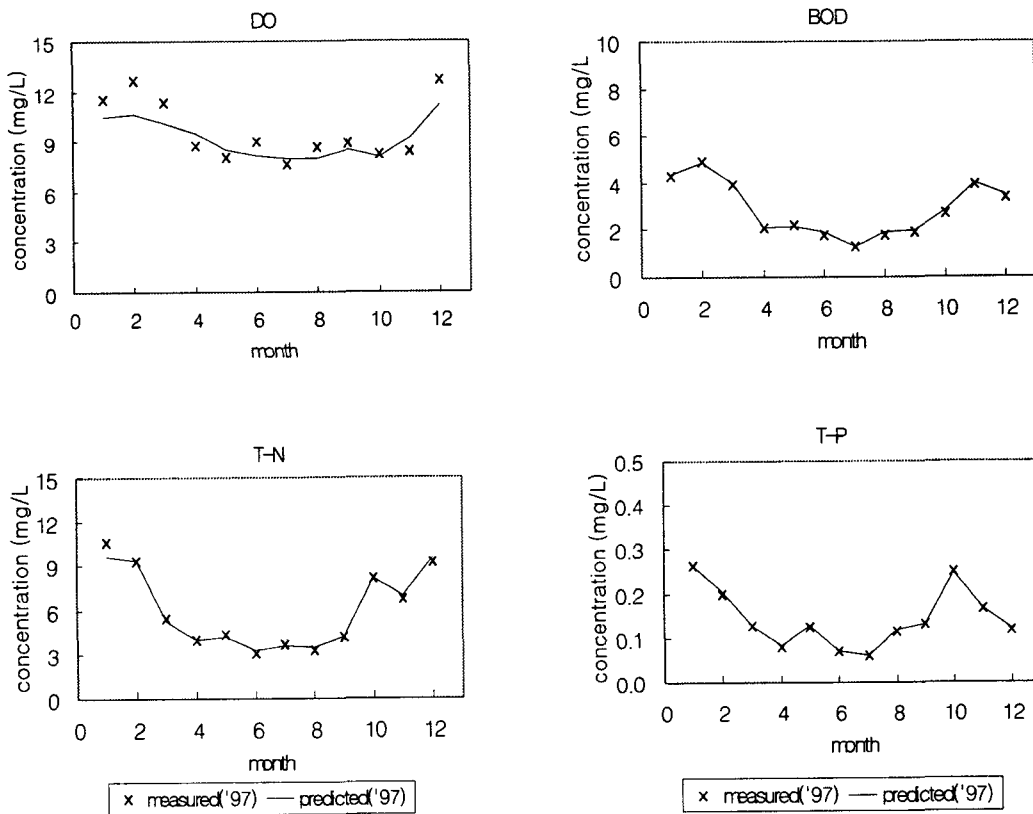 DO
15
12
9
6
3
0
concentration (mg/L)
0 2 4 6 8 10 12
month
BOD
10
8
6
4
2
0
concentration (mg/L)
0 2 4 6 8 10 12
month
T-N
15
12
9
6
3
0
concentration (mg/L)
0 2 4 6 8 10 12
month
× measured('97) — predicted('97)
T-P
0.5
0.4
0.3
0.2
0.1
0.0
concentration (mg/L)
0 2 4 6 8 10 12
month
× measured('97) — predicted('97)